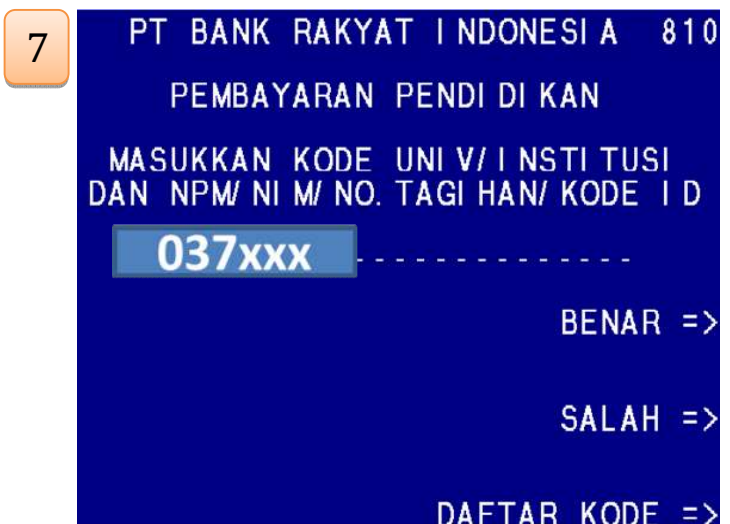 7
PT BANK RAKYAT INDONESIA 810
PEMBAYARAN PENDIDIKAN
MASUKKAN KODE UNIV/INSTITUSI
DAN NPM/NIM/NO. TAGIHAN/KODE ID
037xxx - - - - - - - - - - - - - -
BENAR =>
SALAH =>
DAFTAR KODE =>